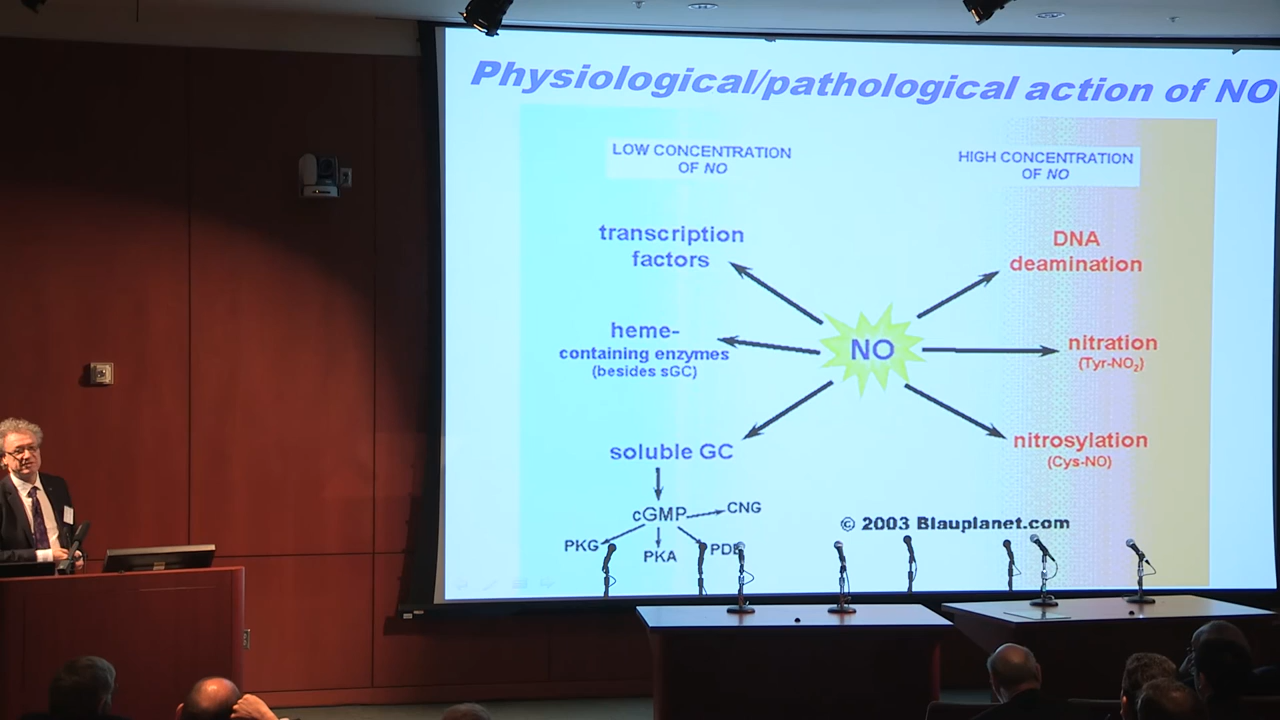 Physiological/pathological action of NO
LOW CONCENTRATION
OF NO
HIGH CONCENTRATION
OF NO
transcription
factors
DNA
deamination
heme-
containing enzymes
(besides sGC)
NO
nitration
(Tyr-NO₂)
soluble GC
nitrosylation
(Cys-NO)
cGMP
CNG
PKG
PKA
PDE
© 2003 Blauplanet.com